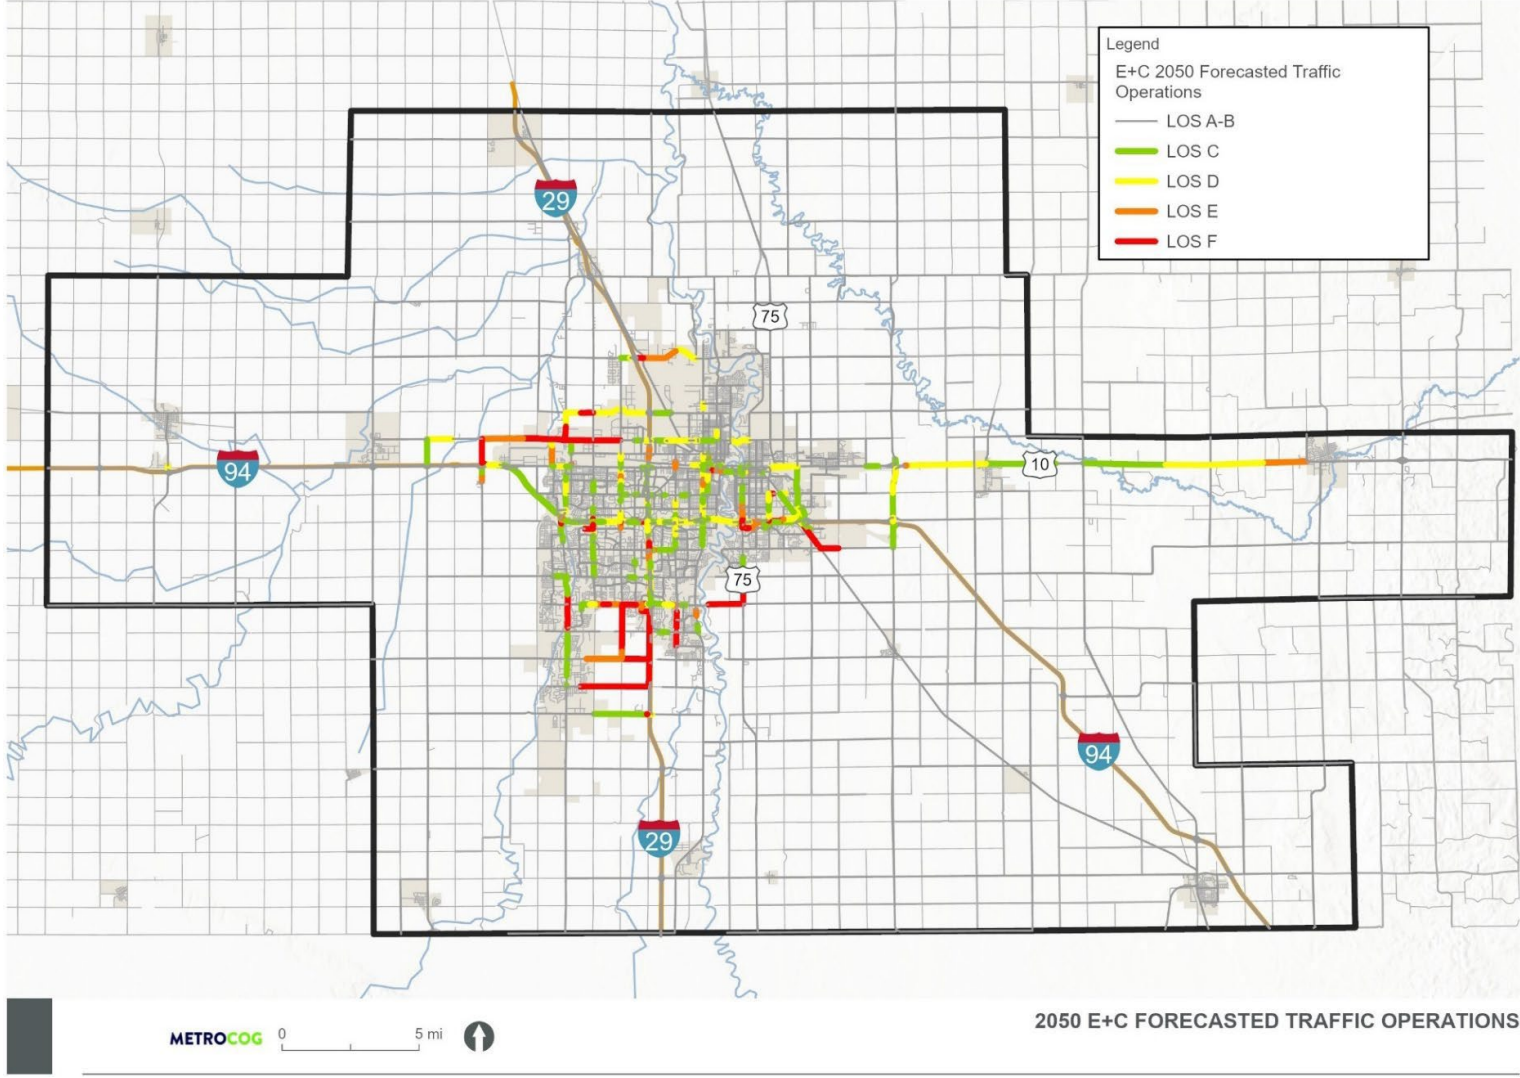 Legend
E+C 2050 Forecasted Traffic
Operations
LOS A-B
LOS C
LOS D
LOS E
LOS F
29
75
94
10
75
94
29
METROCOG
0
5 mi
2050 E+C FORECASTED TRAFFIC OPERATIONS